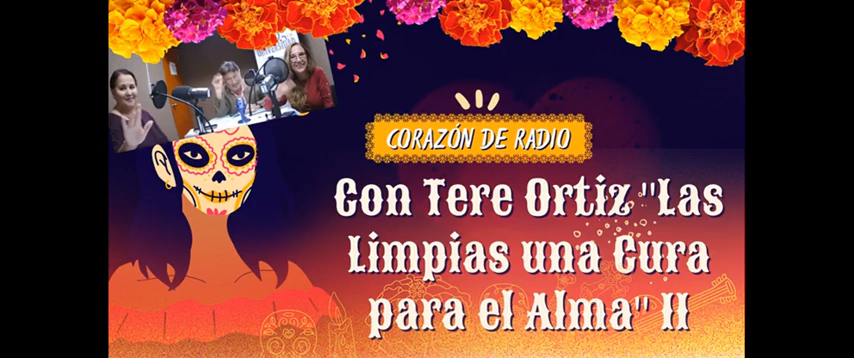 CORAZÓN DE RADIO
Con Tere Ortiz "Las
Limpias una Cura
para el Alma" II